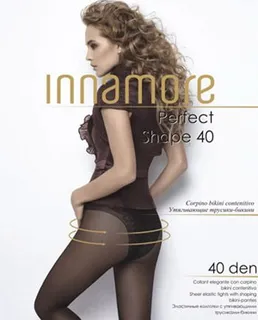 innamore
Perfect
Shape 40
Corpino bikini contenitivo
Утягивающие трусики-бикини
40 den
Collant elegante con corpino
bikini contenitivo
Sheer elastic tights with shaping
bikini-panties
Эластичные колготки с утягивающими
трусиками-бикини